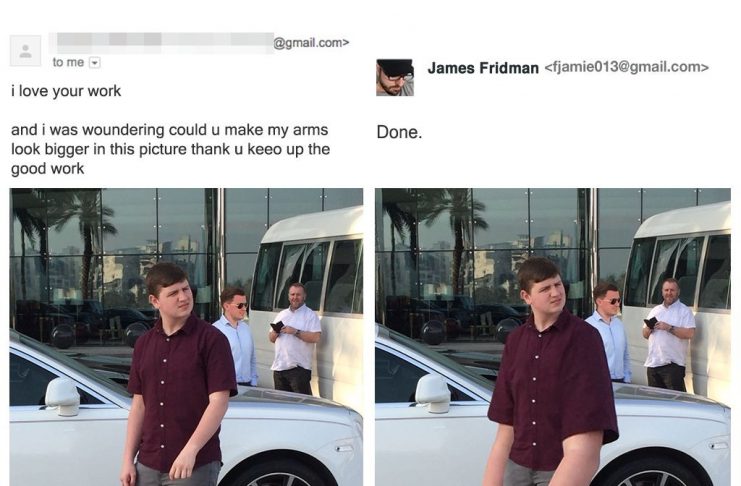 @gmail.com>
to me
i love your work
and i was woundering could u make my arms
look bigger in this picture thank u keeo up the
good work
James Fridman <fjamie013@gmail.com>
Done.